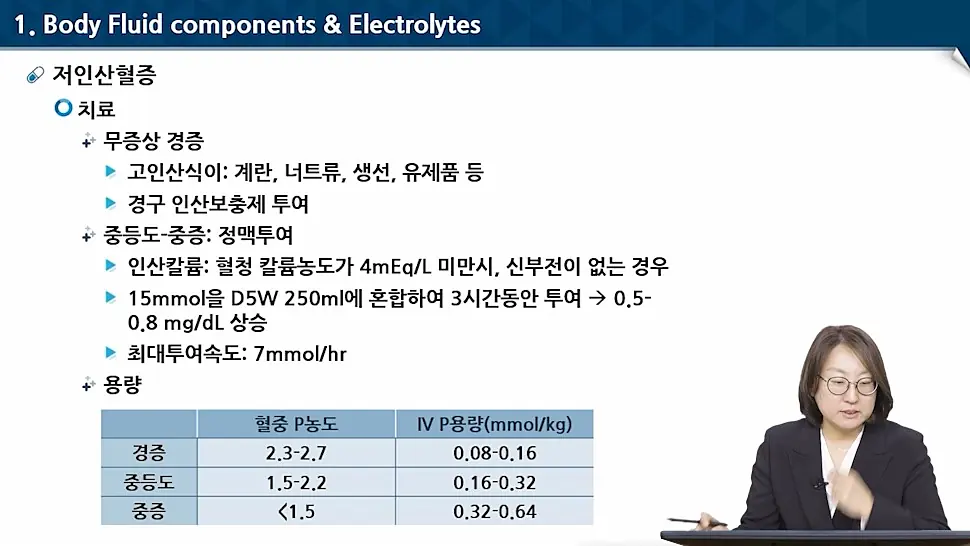 1. Body Fluid components & Electrolytes
저인산혈증
치료
무증상 경증
고인산식이: 계란, 너트류, 생선, 유제품 등
경구 인산보충제 투여
중등도-중증: 정맥투여
인산칼륨: 혈청 칼륨농도가 4mEq/L 미만시, 신부전이 없는 경우
15mmol을 D5W 250ml에 혼합하여 3시간동안 투여 → 0.5-
0.8 mg/dL 상승
최대투여속도: 7mmol/hr
용량
혈중 P농도 IV P용량(mmol/kg)
경증 2.3-2.7 0.08-0.16
중등도 1.5-2.2 0.16-0.32
중증 <1.5 0.32-0.64